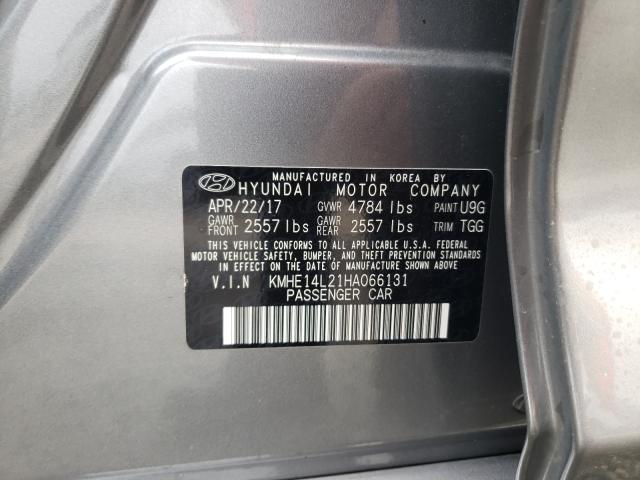 MANUFACTURED IN KOREA BY
HYUNDAI MOTOR COMPANY
APR/22/17 GVWR 4784 lbs PAINT U9G
GAWR FRONT 2557 lbs GAWR REAR 2557 lbs TRIM TGG
THIS VEHICLE CONFORMS TO ALL APPLICABLE U.S.A. FEDERAL
MOTOR VEHICLE SAFETY, BUMPER, AND THEFT PREVENTION STANDARDS
IN EFFECT ON THE DATE OF MANUFACTURE SHOWN ABOVE
V.I.N KMHE14L21HA066131
PASSENGER CAR